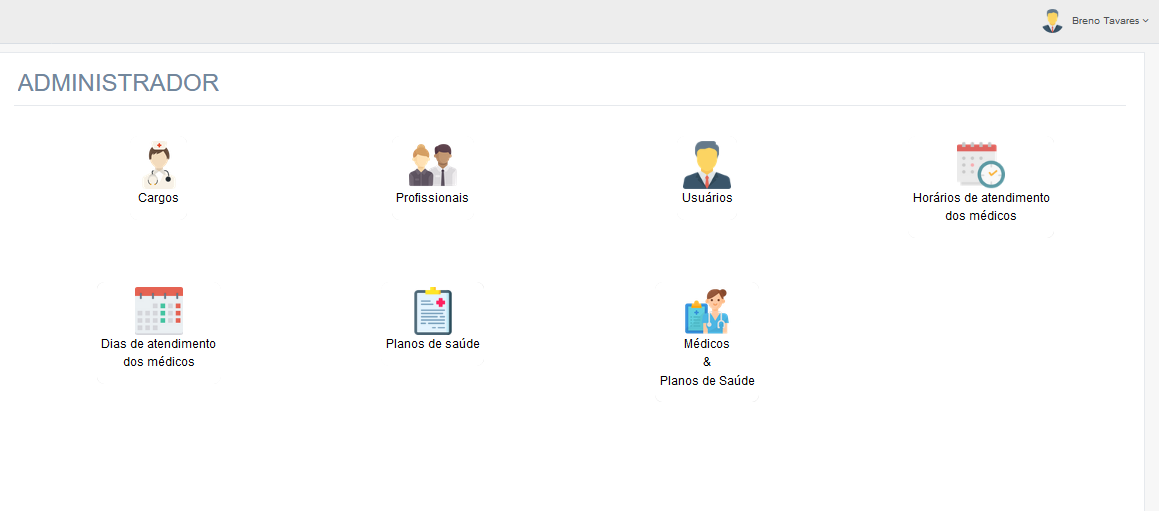 Breno Tavares
ADMINISTRADOR
Cargos
Profissionais
Usuários
Horários de atendimento
dos médicos
Dias de atendimento
dos médicos
Planos de saúde
Médicos
&
Planos de Saúde